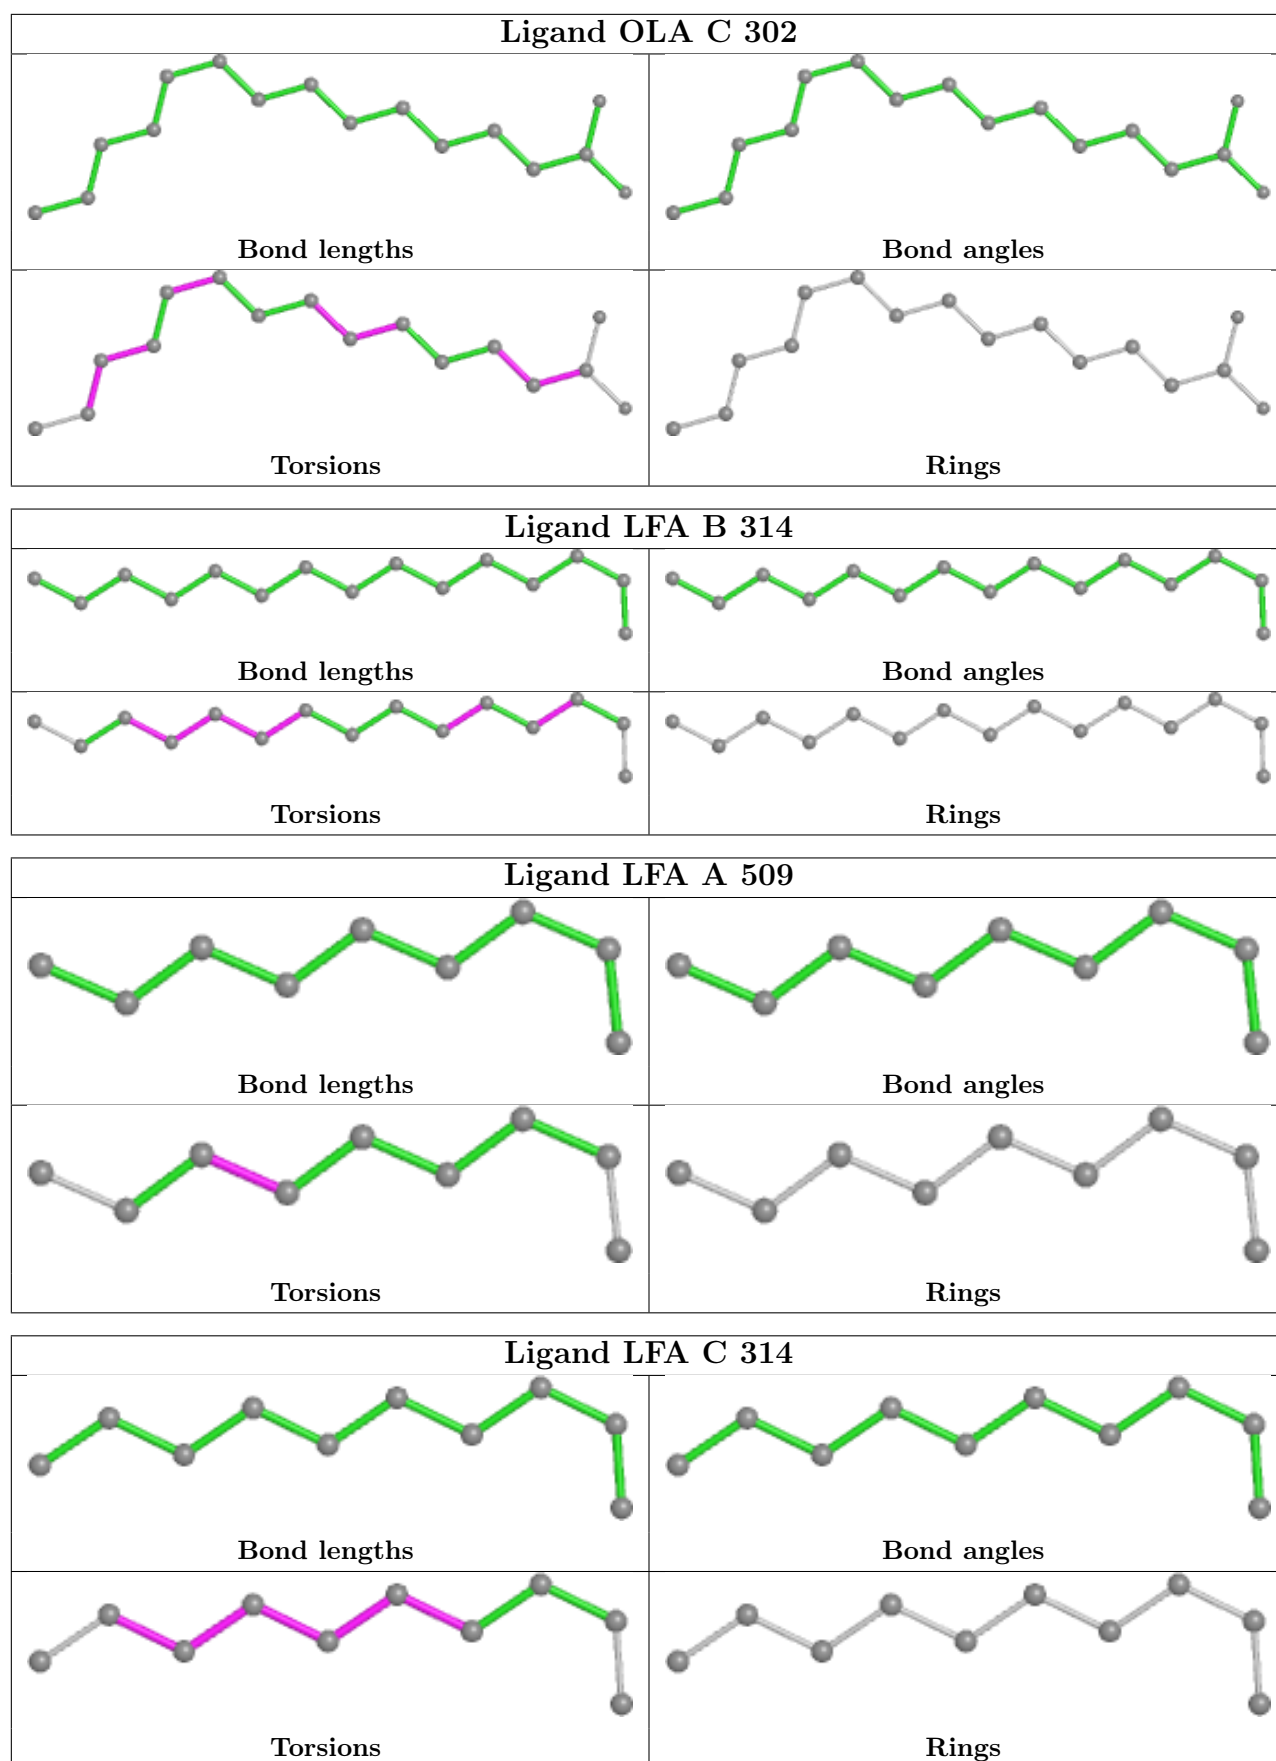 Ligand OLA C 302
Bond lengths
Bond angles
Torsions
Rings
Ligand LFA B 314
Bond lengths
Bond angles
Torsions
Rings
Ligand LFA A 509
Bond lengths
Bond angles
Torsions
Rings
Ligand LFA C 314
Bond lengths
Bond angles
Torsions
Rings